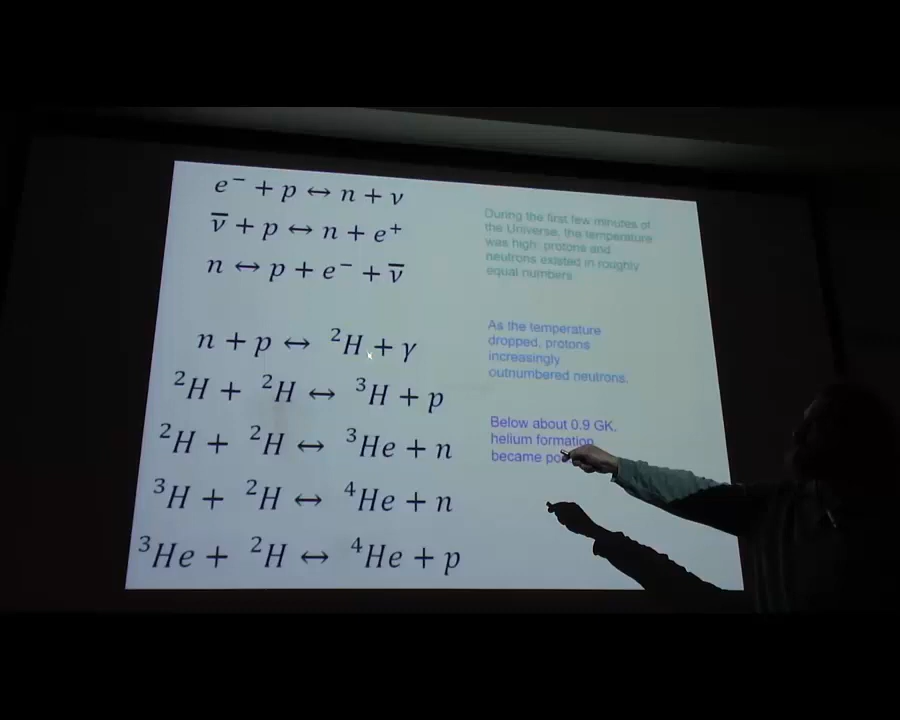 e⁻ + p ↔ n + ν
ν̅ + p ↔ n + e⁺
n ↔ p + e⁻ + ν̅
n + p ↔ ²H + γ
²H + ²H ↔ ³H + p
²H + ²H ↔ ³He + n
³H + ²H ↔ ⁴He + n
³He + ²H ↔ ⁴He + p
During the first few minutes of
the Universe, the temperature
was high: protons and
neutrons existed in roughly
equal numbers.
As the temperature
dropped, protons
increasingly
outnumbered neutrons.
Below about 0.9 GK,
helium formation
became